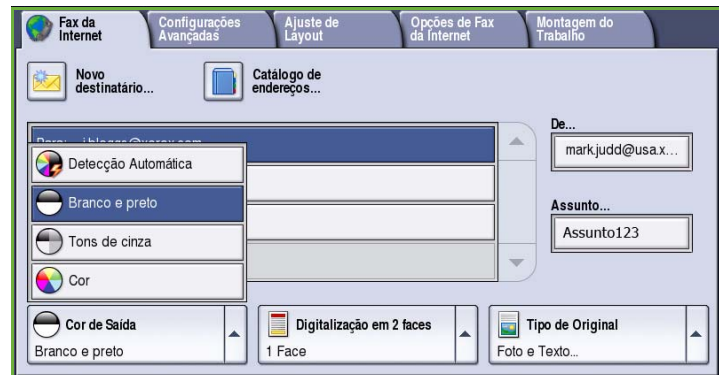 Fax da
Internet
Configurações
Avançadas
Ajuste de
Layout
Opções de Fax
da Internet
Montagem do
Trabalho
Novo
destinatário...
Catálogo de
endereços...
De...
mark.judd@usa.x...
Detecção Automática
Branco e preto
Assunto...
Assunto123
Tons de cinza
Cor
Cor de Saída
Branco e preto
Digitalização em 2 faces
1 Face
Tipo de Original
Foto e Texto...